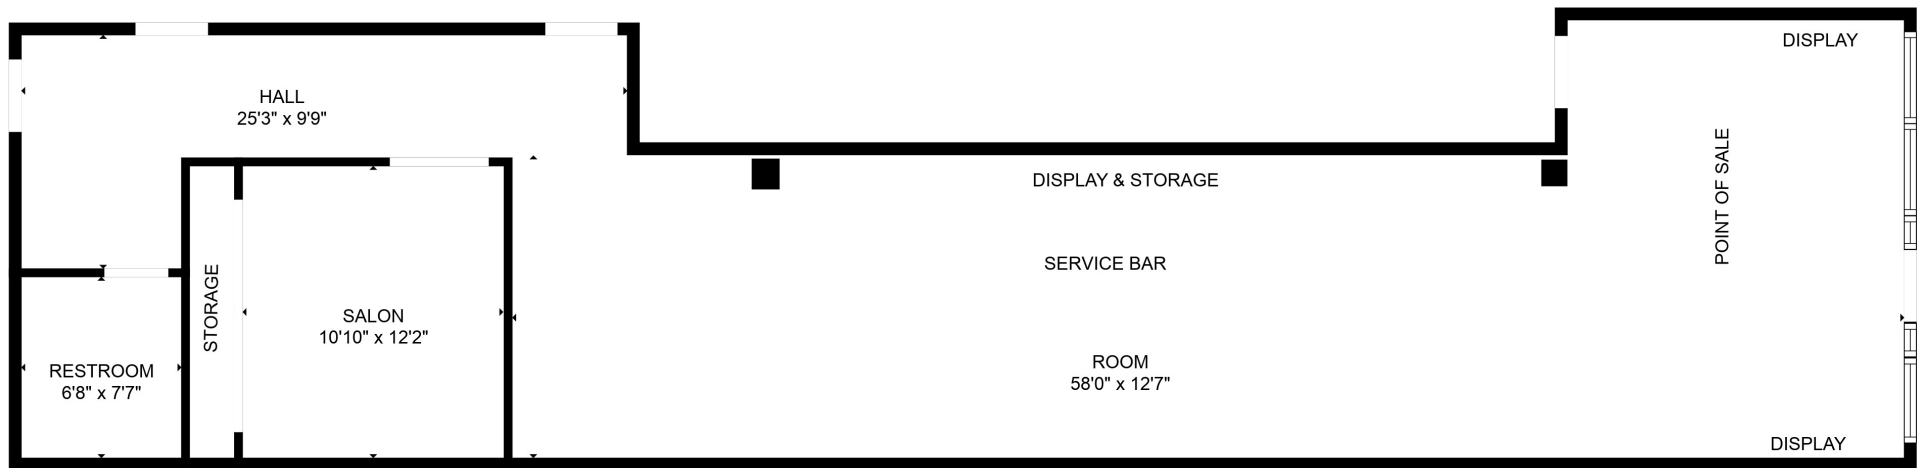 DISPLAY
HALL
25'3" x 9'9"
POINT OF SALE
DISPLAY & STORAGE
SERVICE BAR
STORAGE
SALON
10'10" x 12'2"
RESTROOM
6'8" x 7'7"
ROOM
58'0" x 12'7"
DISPLAY